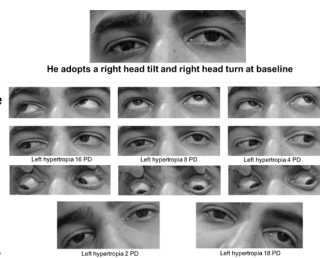 He adopts a right head tilt and right head turn at baseline
Left hypertropia 16 PD
Left hypertropia 8 PD
Left hypertropia 4 PD
Left hypertropia 2 PD
Left hypertropia 18 PD